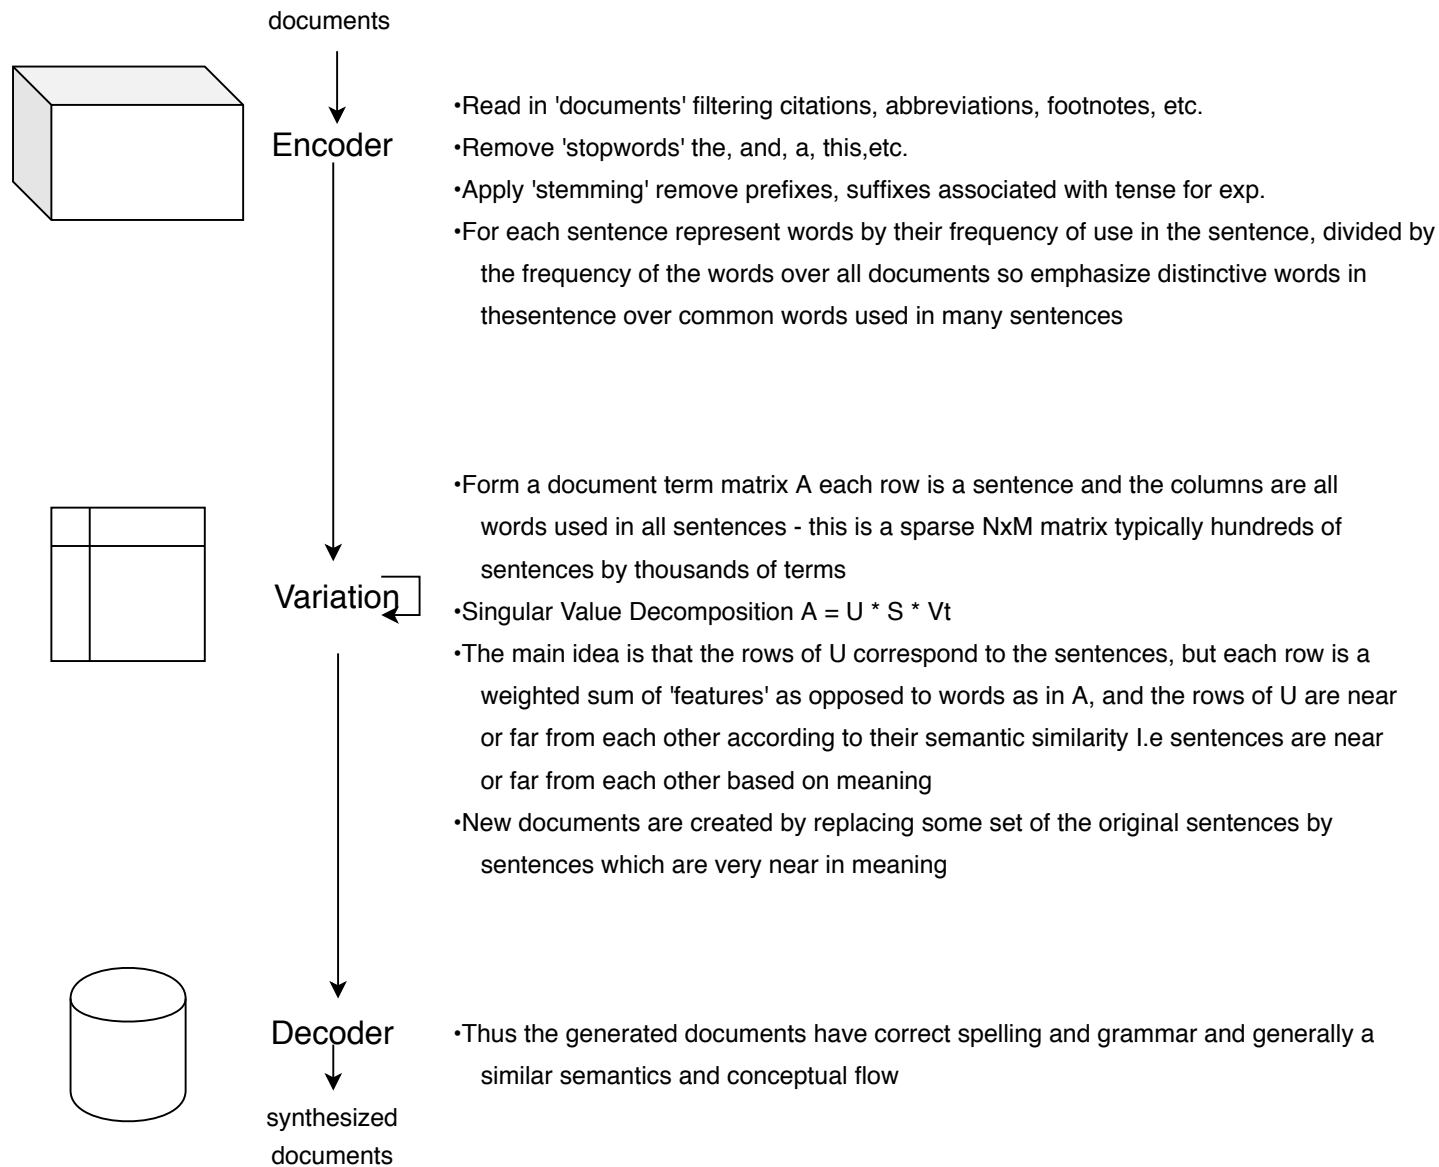 documents
Encoder
•Read in 'documents' filtering citations, abbreviations, footnotes, etc.
•Remove 'stopwords' the, and, a, this,etc.
•Apply 'stemming' remove prefixes, suffixes associated with tense for exp.
•For each sentence represent words by their frequency of use in the sentence, divided by
the frequency of the words over all documents so emphasize distinctive words in
thesentence over common words used in many sentences
Variation
•Form a document term matrix A each row is a sentence and the columns are all
words used in all sentences - this is a sparse NxM matrix typically hundreds of
sentences by thousands of terms
•Singular Value Decomposition A = U * S * Vt
•The main idea is that the rows of U correspond to the sentences, but each row is a
weighted sum of 'features' as opposed to words as in A, and the rows of U are near
or far from each other according to their semantic similarity I.e sentences are near
or far from each other based on meaning
•New documents are created by replacing some set of the original sentences by
sentences which are very near in meaning
Decoder
•Thus the generated documents have correct spelling and grammar and generally a
similar semantics and conceptual flow
synthesized
documents